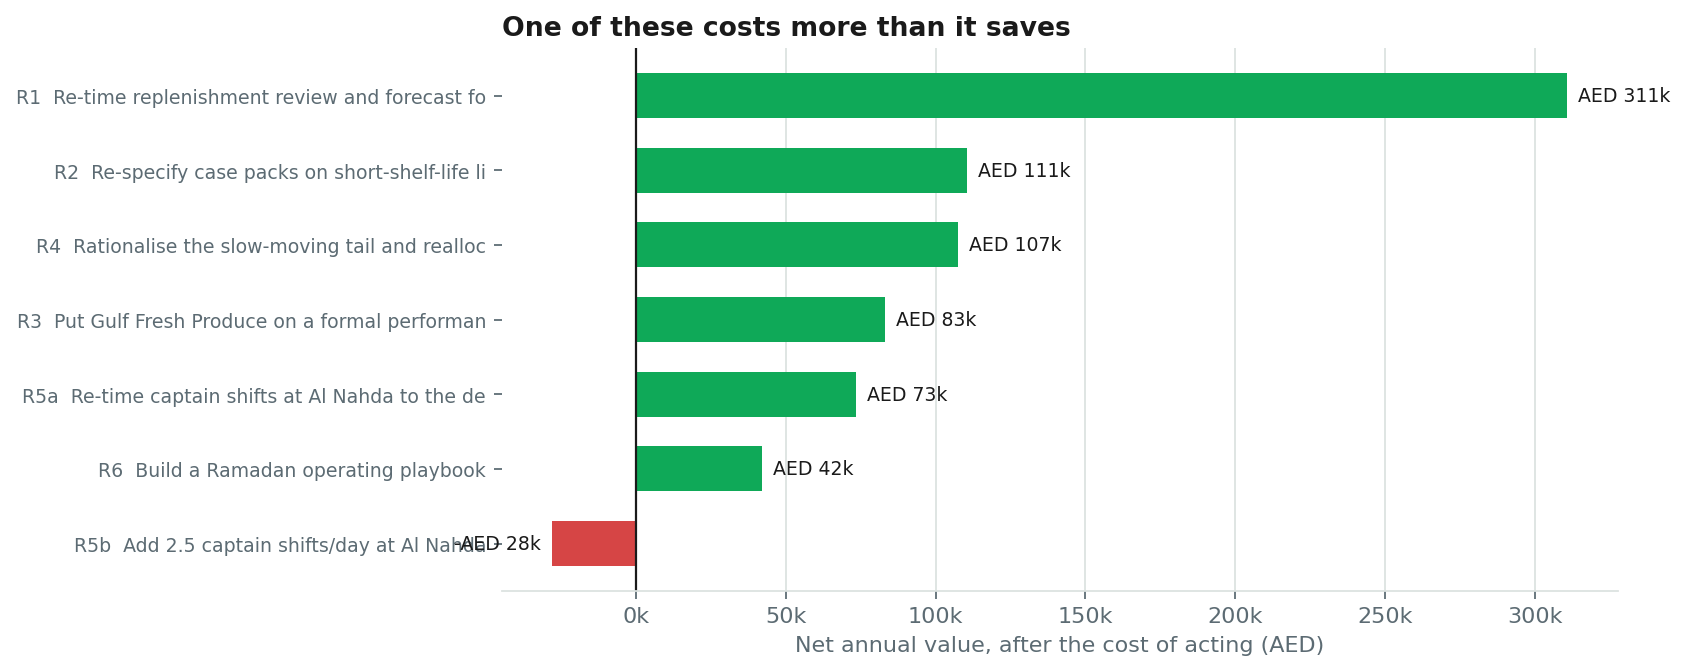 One of these costs more than it saves
R1 Re-time replenishment review and forecast fo
AED 311k
R2 Re-specify case packs on short-shelf-life li
AED 111k
R4 Rationalise the slow-moving tail and realloc
AED 107k
R3 Put Gulf Fresh Produce on a formal performan
AED 83k
R5a Re-time captain shifts at Al Nahda to the de
AED 73k
R6 Build a Ramadan operating playbook
AED 42k
R5b Add 2.5 captain shifts/day at Al Nahda
-AED 28k
0k 50k 100k 150k 200k 250k 300k
Net annual value, after the cost of acting (AED)